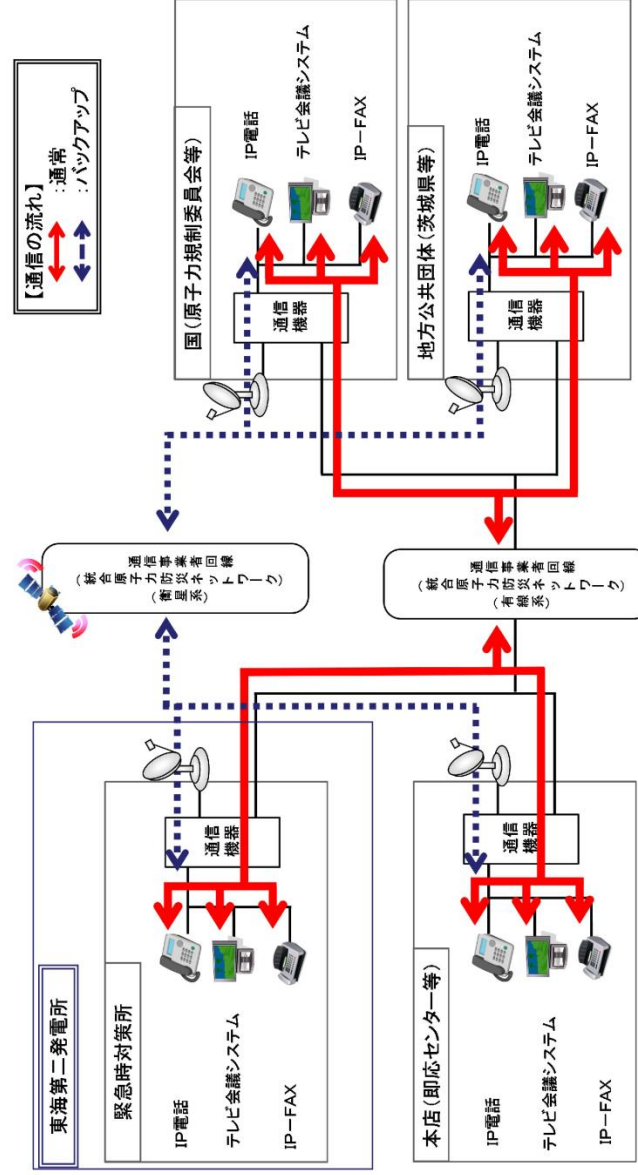 【通信の流れ】
:通常
:バックアップ
東海第二発電所
緊急時対策所
IP電話
テレビ会議システム
IP－FAX
通信
機器
通信事業者回線
(統合原子力防災ネットワーク)
(衛星系)
国(原子力規制委員会等)
通信
機器
IP電話
テレビ会議システム
IP－FAX
本店(即応センター等)
IP電話
テレビ会議システム
IP－FAX
通信
機器
通信事業者回線
(統合原子力防災ネットワーク)
(有線系)
地方公共団体(茨城県等)
通信
機器
IP電話
テレビ会議システム
IP－FAX